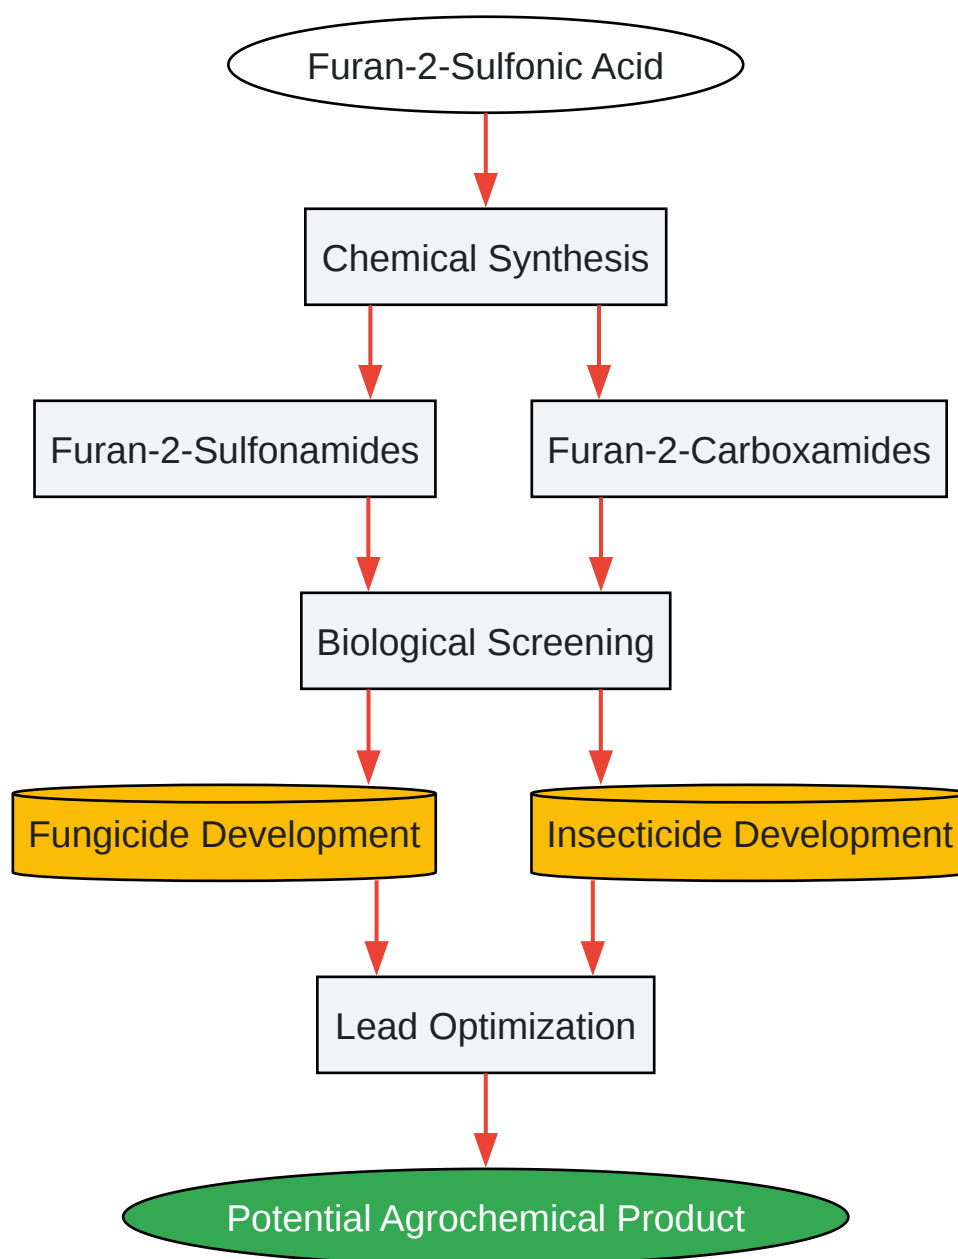 Furan-2-Sulfonic Acid
Chemical Synthesis
Furan-2-Sulfonamides
Furan-2-Carboxamides
Biological Screening
Fungicide Development
Insecticide Development
Lead Optimization
Potential Agrochemical Product